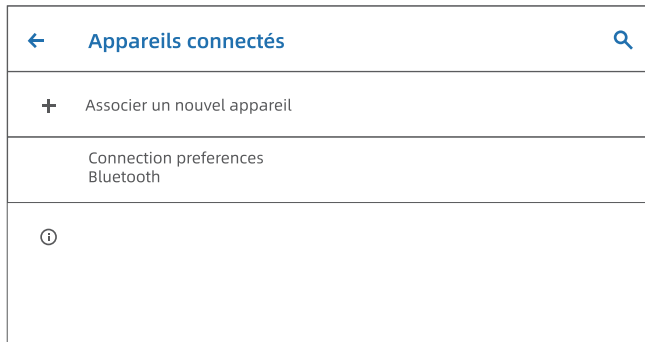 Appareils connectés
Associer un nouvel appareil
Connection preferences
Bluetooth